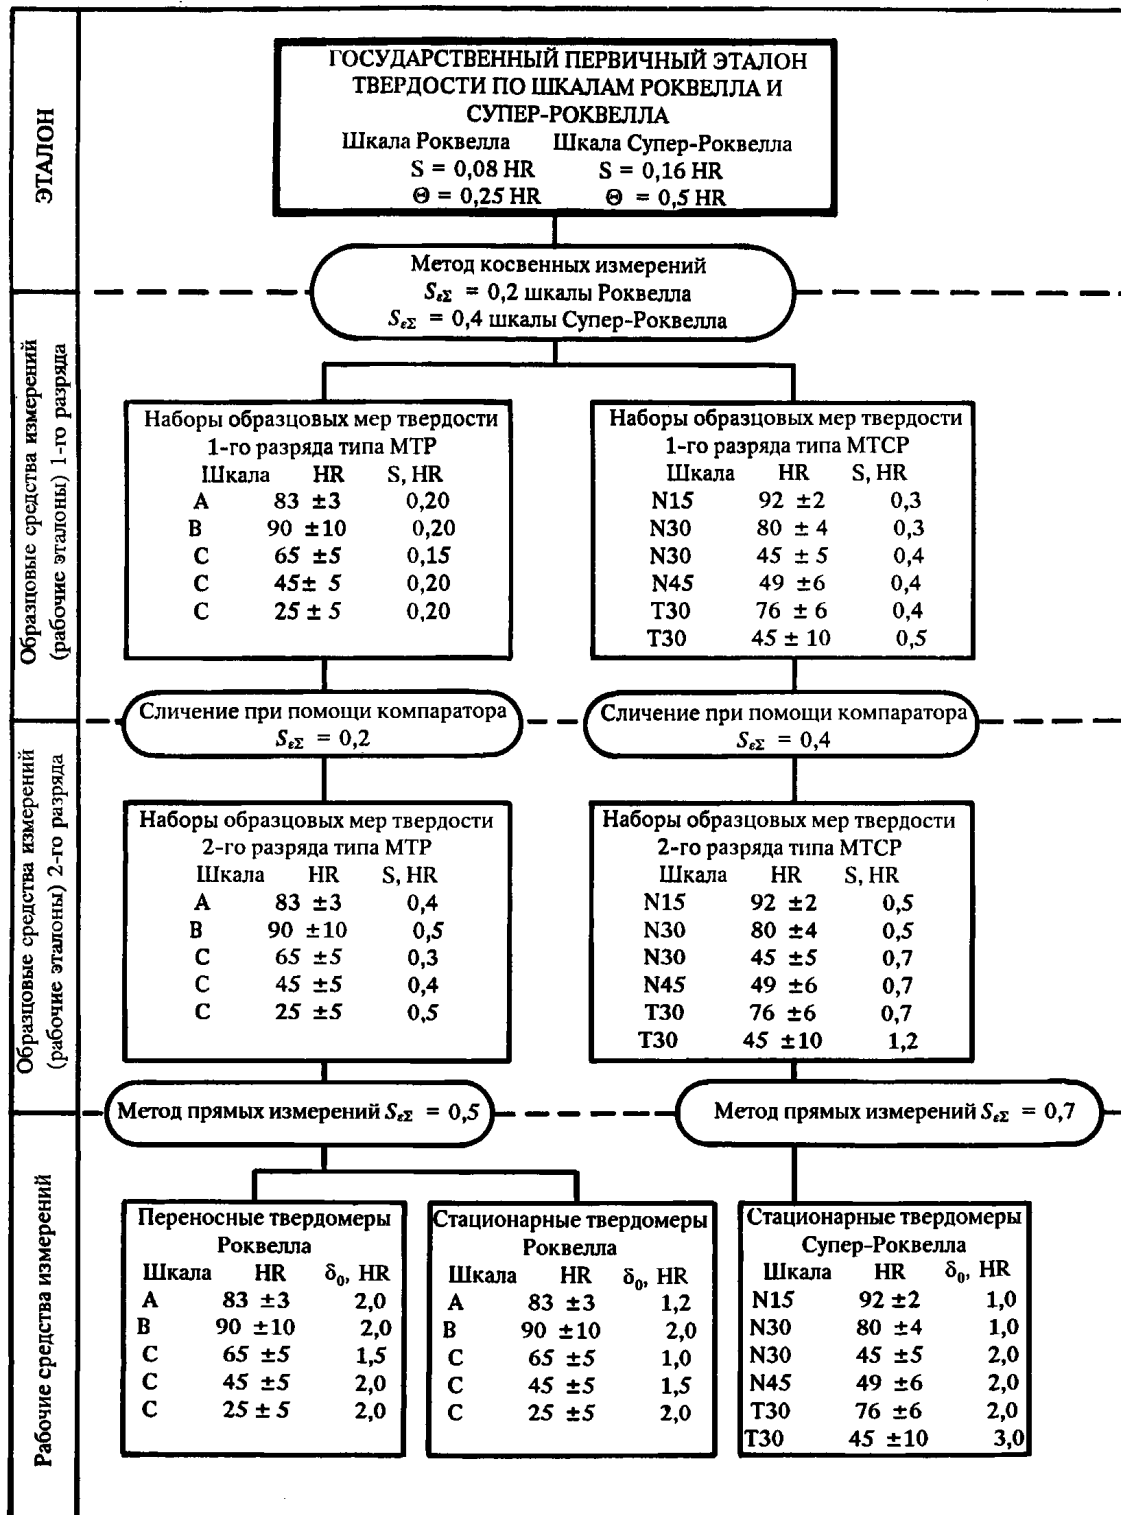 ЭТАЛОН
ГОСУДАРСТВЕННЫЙ ПЕРВИЧНЫЙ ЭТАЛОН
ТВЕРДОСТИ ПО ШКАЛАМ РОКВЕЛЛА И
СУПЕР-РОКВЕЛЛА
Шкала Роквелла Шкала Супер-Роквелла
S = 0,08 HR S = 0,16 HR
Θ = 0,25 HR Θ = 0,5 HR
Метод косвенных измерений
SεΣ = 0,2 шкалы Роквелла
SεΣ = 0,4 шкалы Супер-Роквелла
Образцовые средства измерений
(рабочие эталоны) 1-го разряда
Наборы образцовых мер твердости
1-го разряда типа МТР
Шкала HR S, HR
A 83 ±3 0,20
B 90 ±10 0,20
C 65 ±5 0,15
C 45± 5 0,20
C 25 ± 5 0,20
Наборы образцовых мер твердости
1-го разряда типа МТСР
Шкала HR S, HR
N15 92 ±2 0,3
N30 80 ± 4 0,3
N30 45 ± 5 0,4
N45 49 ±6 0,4
T30 76 ± 6 0,4
T30 45 ± 10 0,5
Сличение при помощи компаратора
SεΣ = 0,2
Сличение при помощи компаратора
SεΣ = 0,4
Образцовые средства измерений
(рабочие эталоны) 2-го разряда
Наборы образцовых мер твердости
2-го разряда типа МТР
Шкала HR S, HR
A 83 ±3 0,4
B 90 ±10 0,5
C 65 ±5 0,3
C 45 ±5 0,4
C 25 ±5 0,5
Наборы образцовых мер твердости
2-го разряда типа МТСР
Шкала HR S, HR
N15 92 ±2 0,5
N30 80 ±4 0,5
N30 45 ±5 0,7
N45 49 ±6 0,7
T30 76 ±6 0,7
T30 45 ±10 1,2
Метод прямых измерений SεΣ = 0,5
Метод прямых измерений SεΣ = 0,7
Рабочие средства измерений
Переносные твердомеры
Роквелла
Шкала HR δ0, HR
A 83 ±3 2,0
B 90 ±10 2,0
C 65 ±5 1,5
C 45 ±5 2,0
C 25 ± 5 2,0
Стационарные твердомеры
Роквелла
Шкала HR δ0, HR
A 83 ±3 1,2
B 90 ±10 2,0
C 65 ±5 1,0
C 45 ±5 1,5
C 25 ±5 2,0
Стационарные твердомеры
Супер-Роквелла
Шкала HR δ0, HR
N15 92 ±2 1,0
N30 80 ±4 1,0
N30 45 ±5 2,0
N45 49 ±6 2,0
T30 76 ±6 2,0
T30 45 ±10 3,0